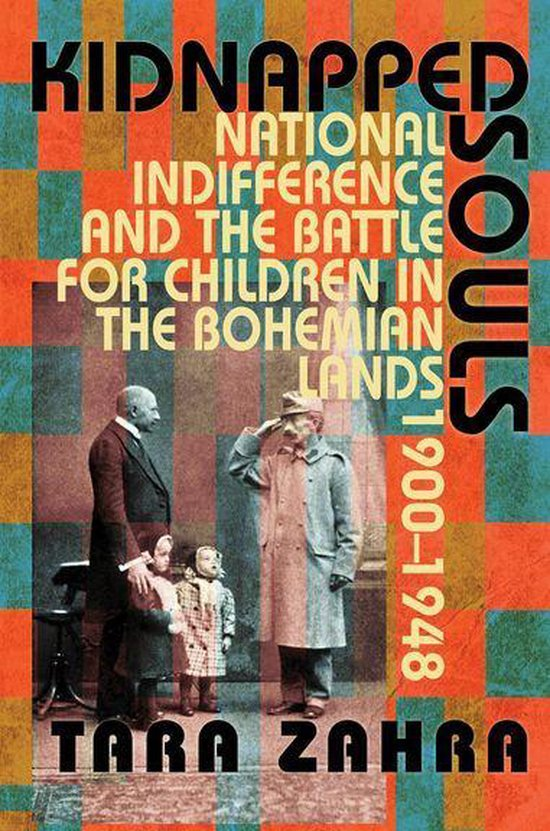 KIDNAPPED
SOULS
NATIONAL
INDIFFERENCE
AND THE BATTLE
FOR CHILDREN IN
THE BOHEMIAN
LANDS
1900–1948
TARA ZAHRA